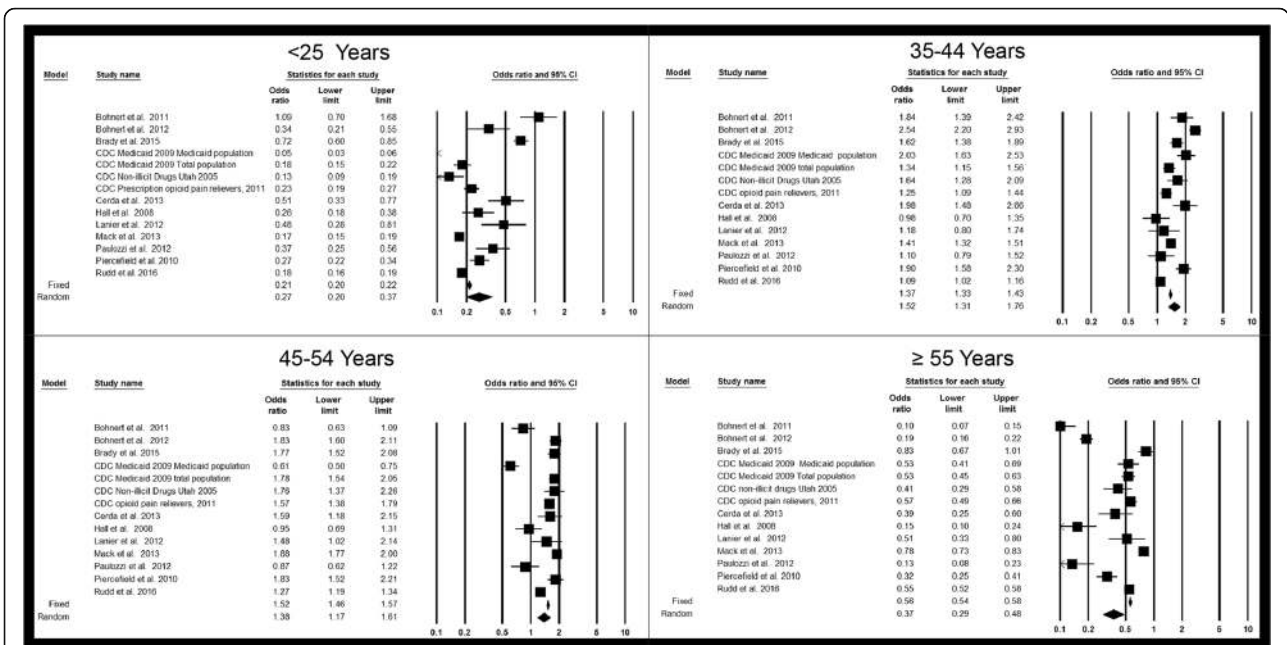 <25 Years
Model Study name Statistics for each study Odds ratio and 95% CI
Odds ratio Lower limit Upper limit
Bohnert et al. 2011 1.09 0.70 1.68
Bohnert et al. 2012 0.34 0.21 0.55
Brady et al. 2015 0.72 0.60 0.85
CDC Medicaid 2009 Medicaid population 0.05 0.03 0.06
CDC Medicaid 2009 Total population 0.18 0.15 0.22
CDC Non-illicit Drugs Utah 2005 0.13 0.09 0.19
CDC Prescription opioid pain relievers, 2011 0.23 0.19 0.27
Cerda et al. 2013 0.51 0.33 0.77
Hall et al. 2008 0.26 0.18 0.38
Lanier et al. 2012 0.48 0.28 0.81
Mack et al. 2013 0.17 0.15 0.19
Paulozzi et al. 2012 0.37 0.25 0.56
Piercefield et al. 2010 0.27 0.22 0.34
Rudd et al. 2016 0.18 0.16 0.19
Fixed 0.21 0.20 0.22
Random 0.27 0.20 0.37
0.1 0.2 0.5 1 2 5 10
35-44 Years
Model Study name Statistics for each study Odds ratio and 95% CI
Odds ratio Lower limit Upper limit
Bohnert et al. 2011 1.84 1.39 2.42
Bohnert et al. 2012 2.54 2.20 2.93
Brady et al. 2015 1.62 1.38 1.89
CDC Medicaid 2009 Medicaid population 2.03 1.63 2.53
CDC Medicaid 2009 total population 1.34 1.15 1.56
CDC Non-illicit Drugs Utah 2005 1.64 1.28 2.09
CDC opioid pain relievers, 2011 1.25 1.09 1.44
Cerda et al. 2013 1.98 1.48 2.66
Hall et al. 2008 0.98 0.70 1.35
Lanier et al. 2012 1.18 0.80 1.74
Mack et al. 2013 1.41 1.32 1.51
Paulozzi et al. 2012 1.10 0.79 1.52
Piercefield et al. 2010 1.90 1.58 2.30
Rudd et al. 2016 1.09 1.02 1.16
Fixed 1.37 1.33 1.43
Random 1.52 1.31 1.76
0.1 0.2 0.5 1 2 5 10
45-54 Years
Model Study name Statistics for each study Odds ratio and 95% CI
Odds ratio Lower limit Upper limit
Bohnert et al. 2011 0.83 0.63 1.09
Bohnert et al. 2012 1.83 1.60 2.11
Brady et al. 2015 1.77 1.52 2.08
CDC Medicaid 2009 Medicaid population 0.61 0.50 0.75
CDC Medicaid 2009 total population 1.78 1.54 2.05
CDC Non-illicit Drugs Utah 2005 1.76 1.37 2.26
CDC opioid pain relievers, 2011 1.57 1.38 1.79
Cerda et al. 2013 1.59 1.18 2.15
Hall et al. 2008 0.95 0.69 1.31
Lanier et al. 2012 1.48 1.02 2.14
Mack et al. 2013 1.88 1.77 2.00
Paulozzi et al. 2012 0.87 0.62 1.22
Piercefield et al. 2010 1.83 1.52 2.21
Rudd et al. 2016 1.27 1.19 1.34
Fixed 1.52 1.46 1.57
Random 1.38 1.17 1.61
0.1 0.2 0.5 1 2 5 10
≥ 55 Years
Model Study name Statistics for each study Odds ratio and 95% CI
Odds ratio Lower limit Upper limit
Bohnert et al. 2011 0.10 0.07 0.15
Bohnert et al. 2012 0.19 0.16 0.22
Brady et al. 2015 0.83 0.67 1.01
CDC Medicaid 2009 Medicaid population 0.53 0.41 0.69
CDC Medicaid 2009 Total population 0.53 0.45 0.63
CDC non-illicit drugs Utah 2005 0.41 0.29 0.58
CDC opioid pain relievers, 2011 0.57 0.49 0.66
Cerda et al. 2013 0.39 0.25 0.60
Hall et al. 2008 0.15 0.10 0.24
Lanier et al. 2012 0.51 0.33 0.80
Mack et al. 2013 0.78 0.73 0.83
Paulozzi et al. 2012 0.13 0.08 0.23
Piercefield et al. 2010 0.32 0.25 0.41
Rudd et al. 2016 0.55 0.52 0.58
Fixed 0.56 0.54 0.58
Random 0.37 0.29 0.48
0.1 0.2 0.5 1 2 5 10